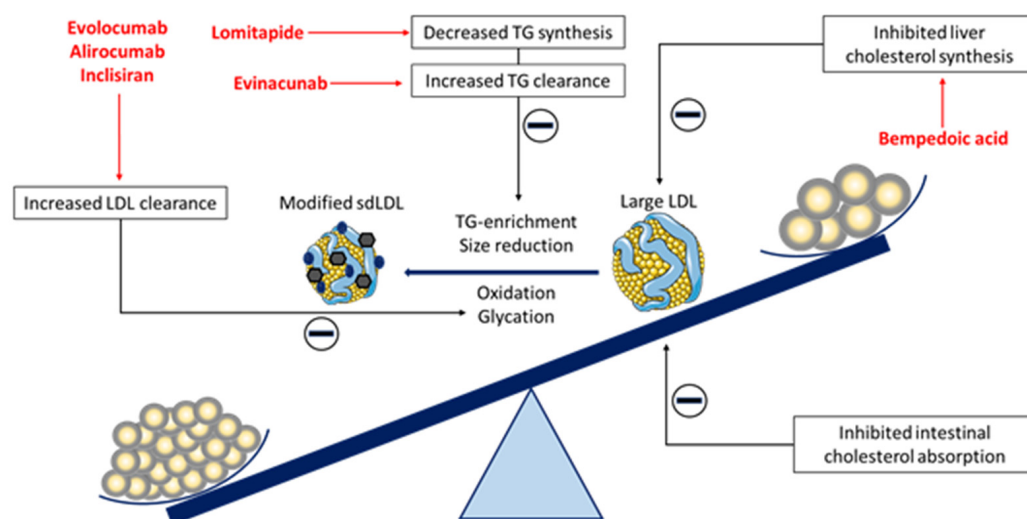 Evolocumab
Alirocumab
Inclisiran
Lomitapide
Decreased TG synthesis
Evinacunab
Increased TG clearance
Inhibited liver
cholesterol synthesis
Bempedoic acid
Increased LDL clearance
Modified sdLDL
TG-enrichment
Size reduction
Large LDL
Oxidation
Glycation
Inhibited intestinal
cholesterol absorption